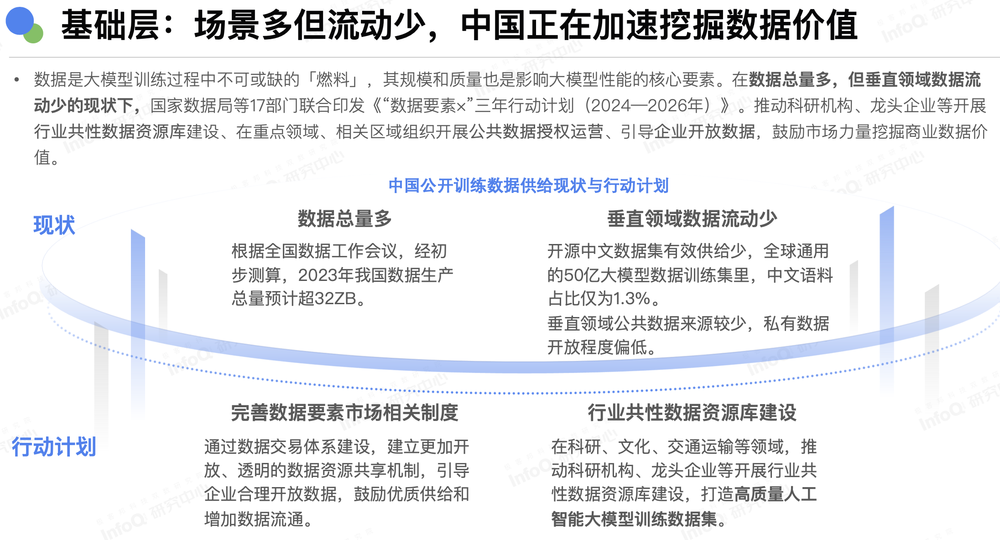 基础层：场景多但流动少，中国正在加速挖掘数据价值
• 数据是大模型训练过程中不可或缺的「燃料」，其规模和质量也是影响大模型性能的核心要素。在数据总量多，但垂直领域数据流
动少的现状下，国家数据局等17部门联合印发《“数据要素×”三年行动计划（2024—2026年）》。推动科研机构、龙头企业等开展
行业共性数据资源库建设、在重点领域、相关区域组织开展公共数据授权运营、引导企业开放数据，鼓励市场力量挖掘商业数据价
值。
中国公开训练数据供给现状与行动计划
现状
数据总量多
根据全国数据工作会议，经初
步测算，2023年我国数据生产
总量预计超32ZB。
垂直领域数据流动少
开源中文数据集有效供给少，全球通用
的50亿大模型数据训练集里，中文语料
占比仅为1.3%。
垂直领域公共数据来源较少，私有数据
开放程度偏低。
行动计划
完善数据要素市场相关制度
通过数据交易体系建设，建立更加开
放、透明的数据资源共享机制，引导
企业合理开放数据，鼓励优质供给和
增加数据流通。
行业共性数据资源库建设
在科研、文化、交通运输等领域，推
动科研机构、龙头企业等开展行业共
性数据资源库建设，打造高质量人工
智能大模型训练数据集。
极客邦科技双数研究院
InfoQ 研究中心